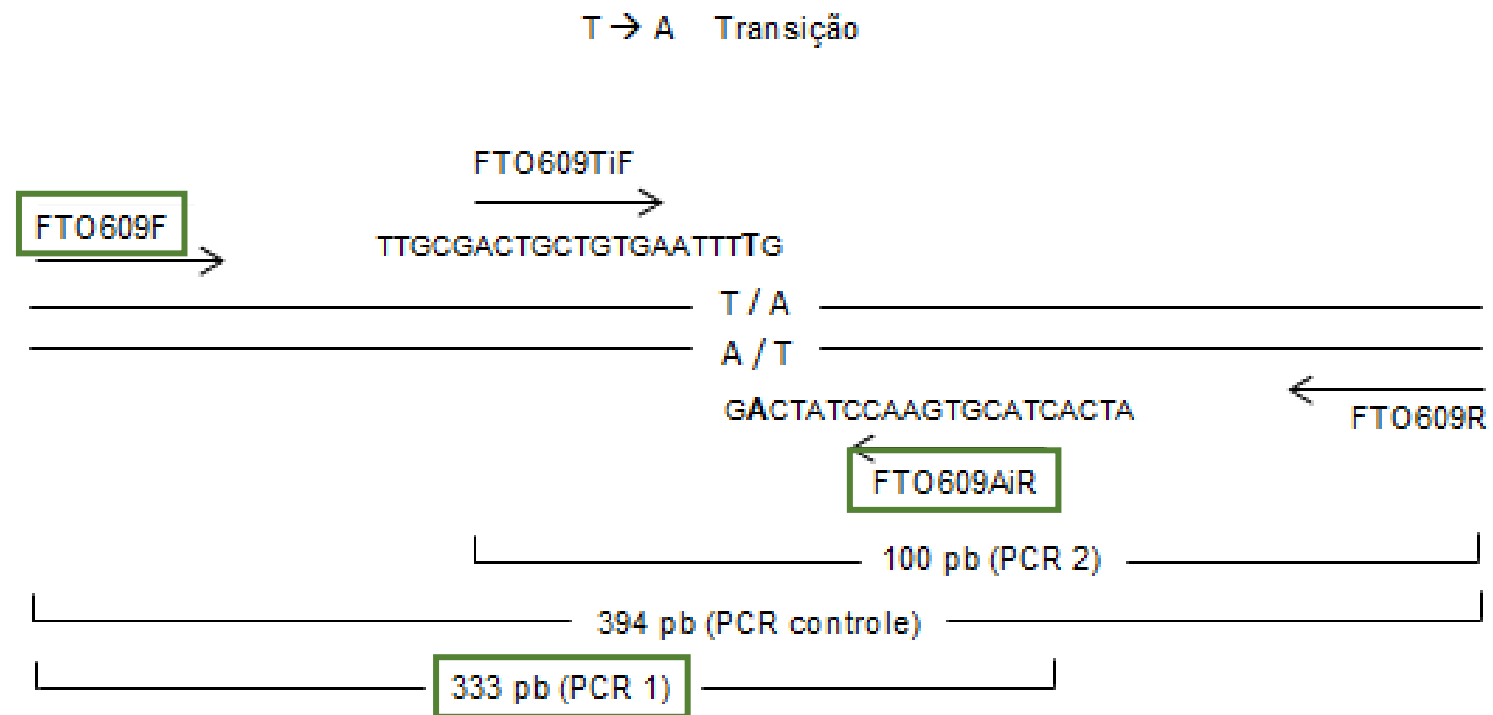 T → A Transição
FTO609TiF
FTO609F
TTGCGACTGCTGTGAATTTTG
T / A
A / T
GACTATCCAAGTGCATCACTA
FTO609R
FTO609AiR
100 pb (PCR 2)
394 pb (PCR controle)
333 pb (PCR 1)